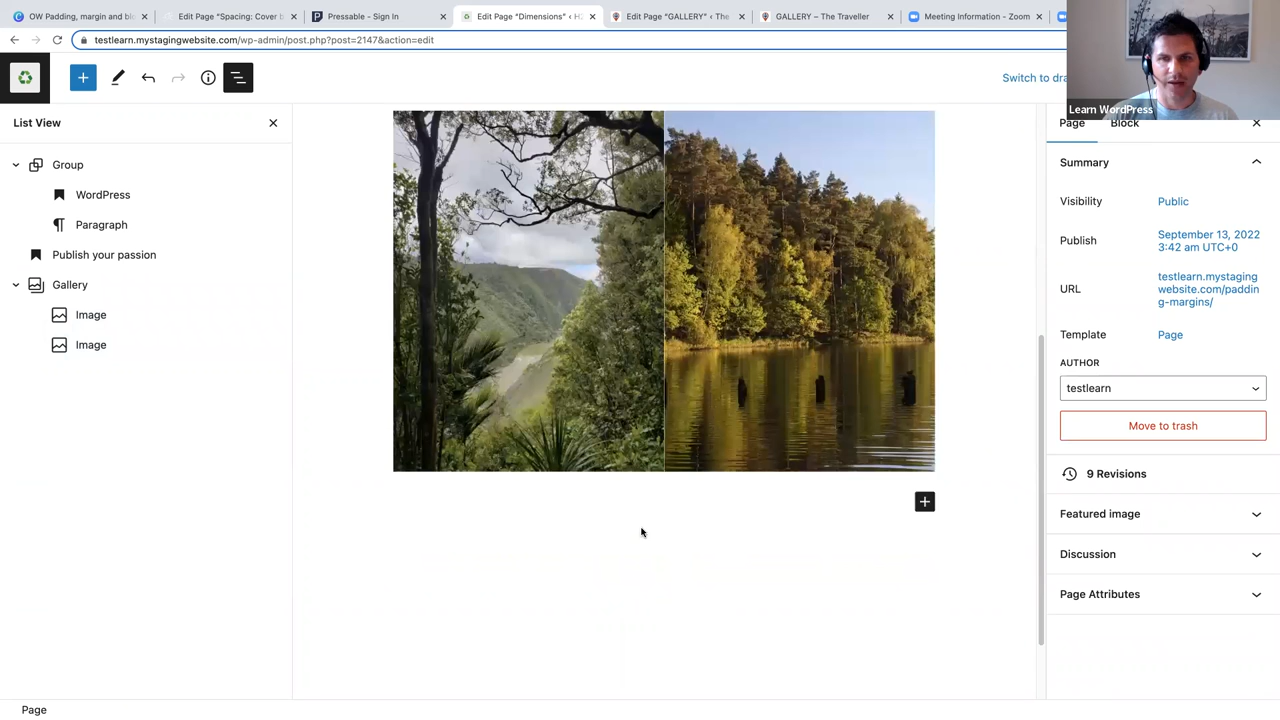 OW Padding, margin and blo
Edit Page "Spacing: Cover b
Pressable - Sign In
Edit Page "Dimensions" ‹ H
Edit Page "GALLERY" ‹ The
GALLERY – The Traveller
Meeting Information - Zoom
testlearn.mystagingwebsite.com/wp-admin/post.php?post=2147&action=edit
Switch to dra
Learn WordPress
List View
Group
WordPress
Paragraph
Publish your passion
Gallery
Image
Image
Page
Block
Summary
Visibility
Public
Publish
September 13, 2022
3:42 am UTC+0
URL
testlearn.mystaging
website.com/paddin
g-margins/
Template
Page
AUTHOR
testlearn
Move to trash
9 Revisions
Featured image
Discussion
Page Attributes
Page